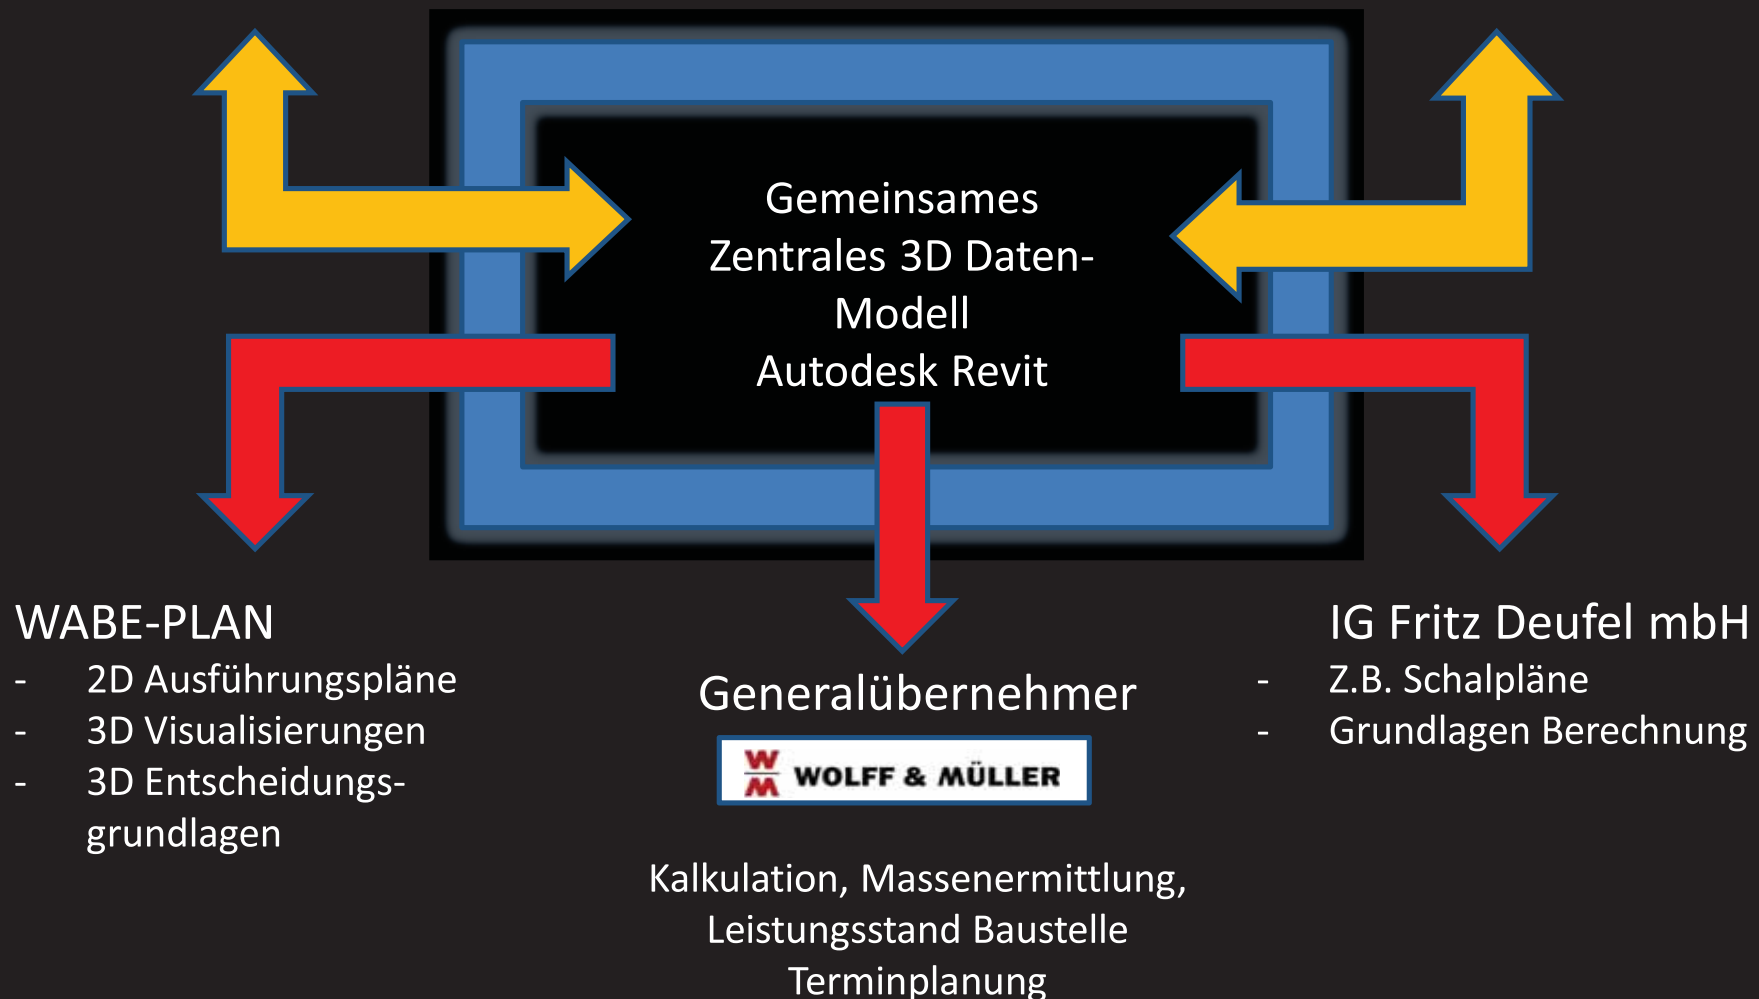 Gemeinsames
Zentrales 3D Daten-
Modell
Autodesk Revit
WABE-PLAN
- 2D Ausführungspläne
- 3D Visualisierungen
- 3D Entscheidungs-
grundlagen
Generalübernehmer
W
M WOLFF & MÜLLER
Kalkulation, Massenermittlung,
Leistungsstand Baustelle
Terminplanung
IG Fritz Deufel mbH
- Z.B. Schalpläne
- Grundlagen Berechnung